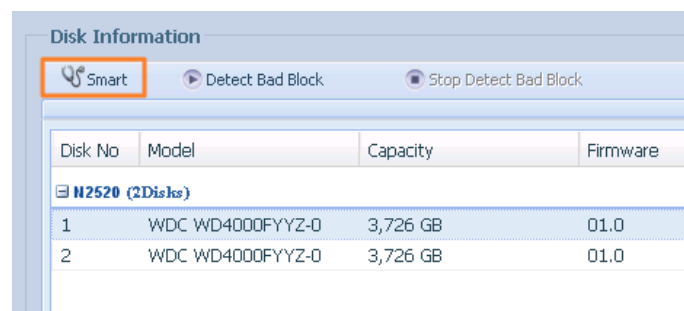 Disk Information
Smart Detect Bad Block Stop Detect Bad Block
Disk No Model Capacity Firmware
N2520 (2Disks)
1 WDC WD4000FYYZ-0 3,726 GB 01.0
2 WDC WD4000FYYZ-0 3,726 GB 01.0